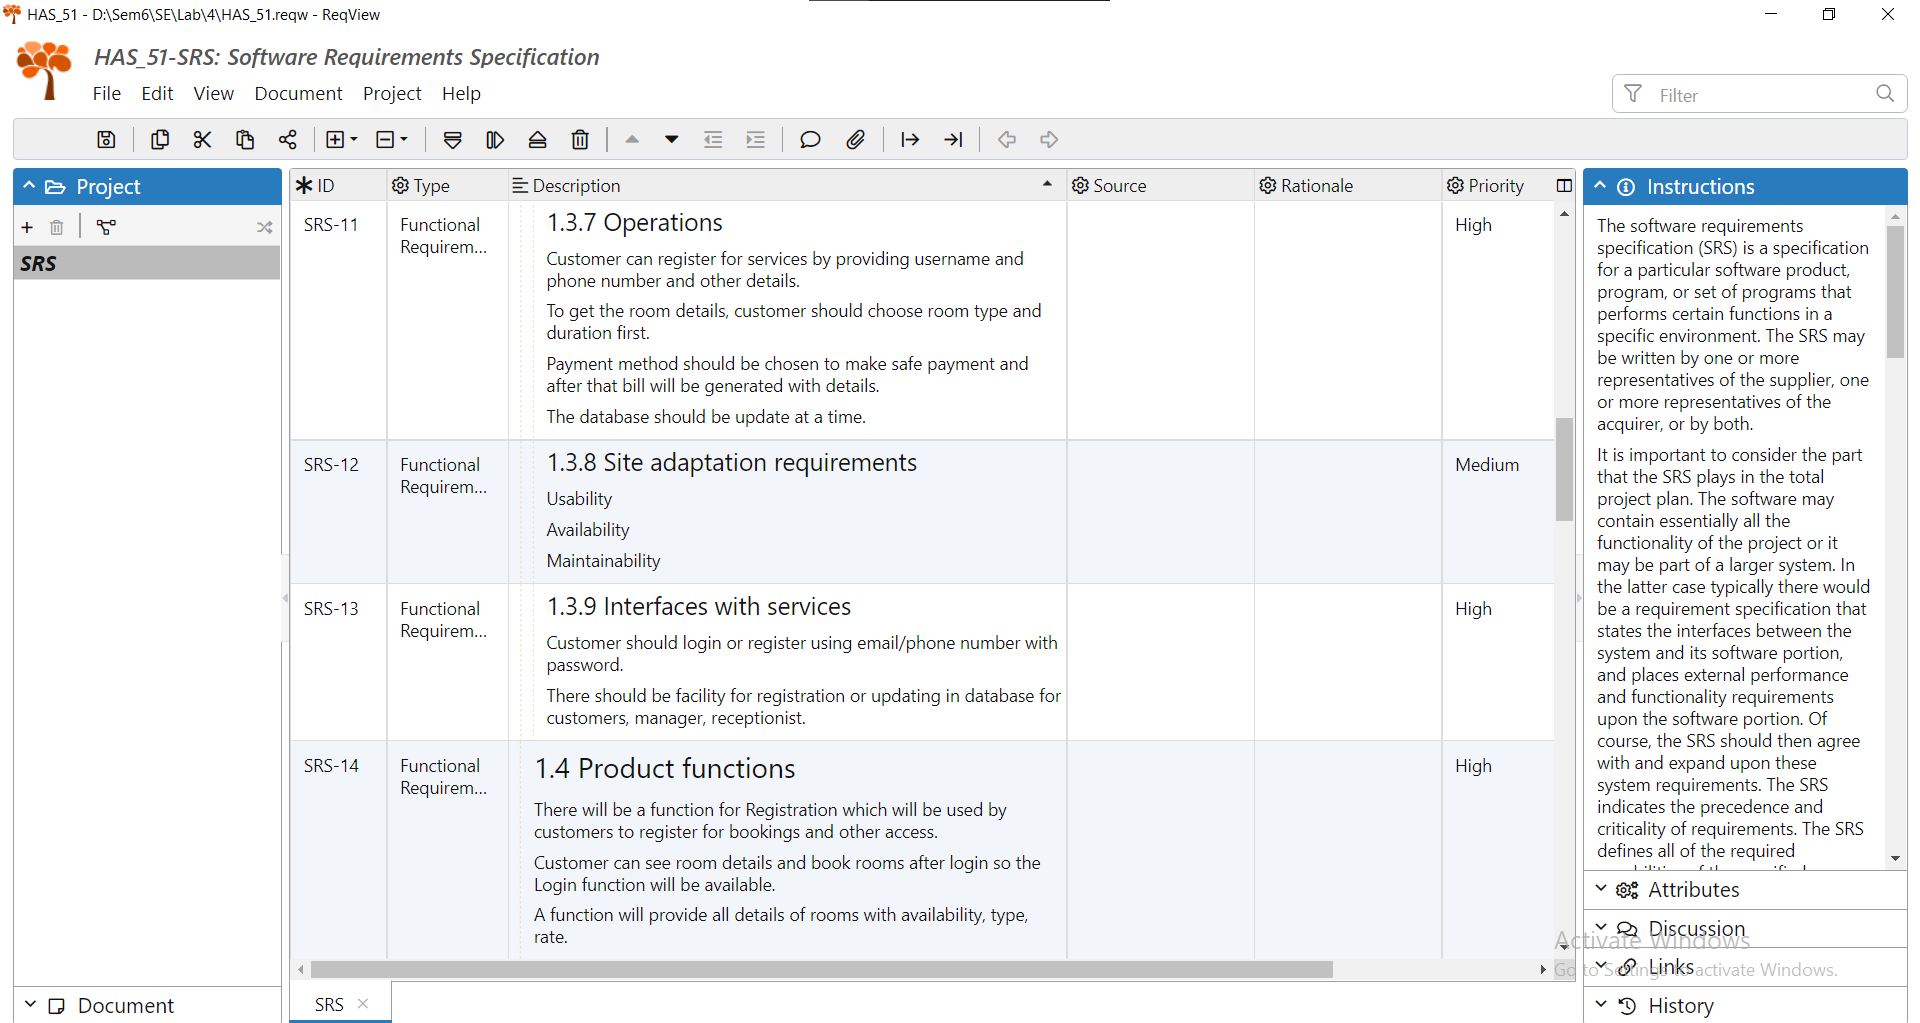 HAS_51 - D:\Sem6\SE\Lab\4\HAS_51.reqw - ReqView
HAS_51-SRS: Software Requirements Specification
File Edit View Document Project Help
Filter
Project
SRS
Document
ID Type Description Source Rationale Priority
SRS-11
Functional
Requirem...
1.3.7 Operations
Customer can register for services by providing username and
phone number and other details.
To get the room details, customer should choose room type and
duration first.
Payment method should be chosen to make safe payment and
after that bill will be generated with details.
The database should be update at a time.
High
SRS-12
Functional
Requirem...
1.3.8 Site adaptation requirements
Usability
Availability
Maintainability
Medium
SRS-13
Functional
Requirem...
1.3.9 Interfaces with services
Customer should login or register using email/phone number with
password.
There should be facility for registration or updating in database for
customers, manager, receptionist.
High
SRS-14
Functional
Requirem...
1.4 Product functions
There will be a function for Registration which will be used by
customers to register for bookings and other access.
Customer can see room details and book rooms after login so the
Login function will be available.
A function will provide all details of rooms with availability, type,
rate.
High
SRS
Instructions
The software requirements
specification (SRS) is a specification
for a particular software product,
program, or set of programs that
performs certain functions in a
specific environment. The SRS may
be written by one or more
representatives of the supplier, one
or more representatives of the
acquirer, or by both.
It is important to consider the part
that the SRS plays in the total
project plan. The software may
contain essentially all the
functionality of the project or it
may be part of a larger system. In
the latter case typically there would
be a requirement specification that
states the interfaces between the
system and its software portion,
and places external performance
and functionality requirements
upon the software portion. Of
course, the SRS should then agree
with and expand upon these
system requirements. The SRS
indicates the precedence and
criticality of requirements. The SRS
defines all of the required
Attributes
Discussion
Links
History
Activate Windows
Go to Settings to activate Windows.